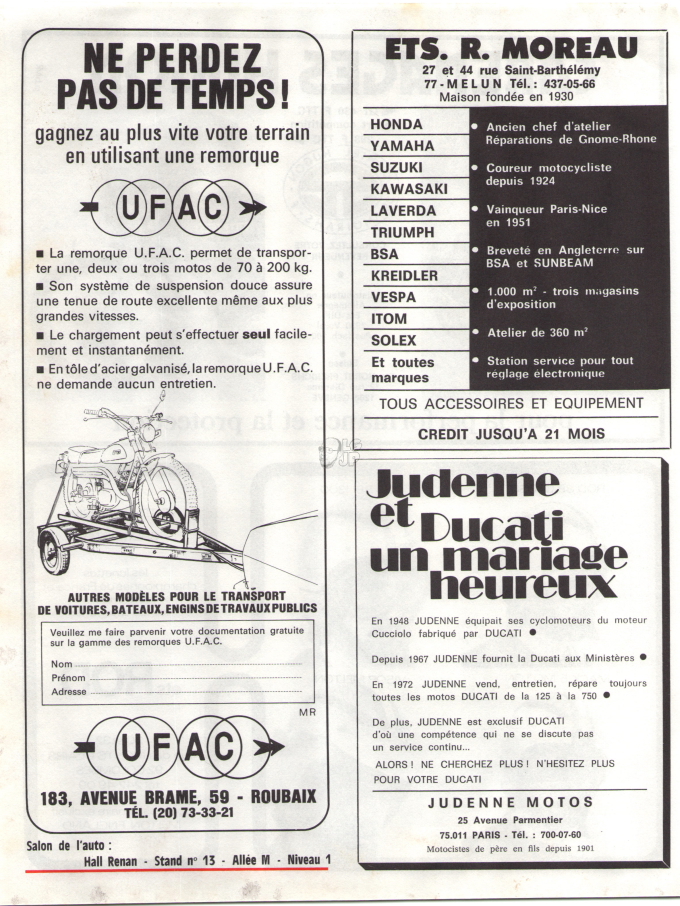 NE PERDEZ
PAS DE TEMPS !
gagnez au plus vite votre terrain
en utilisant une remorque
UFAC
■ La remorque U.F.A.C. permet de transpor-
ter une, deux ou trois motos de 70 à 200 kg.
■ Son système de suspension douce assure
une tenue de route excellente même aux plus
grandes vitesses.
■ Le chargement peut s'effectuer seul facile-
ment et instantanément.
■ En tôle d'acier galvanisé, la remorque U.F.A.C.
ne demande aucun entretien.
AUTRES MODÈLES POUR LE TRANSPORT
DE VOITURES, BATEAUX, ENGINS DE TRAVAUX PUBLICS
Veuillez me faire parvenir votre documentation gratuite
sur la gamme des remorques U.F.A.C.
Nom
Prénom
Adresse
MR
UFAC
183, AVENUE BRAME, 59 - ROUBAIX
TÉL. (20) 73-33-21
Salon de l'auto :
Hall Renan - Stand n° 13 - Allée M - Niveau 1
ETS. R. MOREAU
27 et 44 rue Saint-Barthélémy
77 - MELUN Tél. : 437-05-66
Maison fondée en 1930
HONDA
YAMAHA
SUZUKI
KAWASAKI
LAVERDA
TRIUMPH
BSA
KREIDLER
VESPA
ITOM
SOLEX
Et toutes
marques
● Ancien chef d'atelier
Réparations de Gnome-Rhone
● Coureur motocycliste
depuis 1924
● Vainqueur Paris-Nice
en 1951
● Breveté en Angleterre sur
BSA et SUNBEAM
● 1.000 m² - trois magasins
d'exposition
● Atelier de 360 m²
● Station service pour tout
réglage électronique
TOUS ACCESSOIRES ET EQUIPEMENT
CREDIT JUSQU'A 21 MOIS
LG
JP
Judenne
et Ducati
un mariage
heureux
En 1948 JUDENNE équipait ses cyclomoteurs du moteur
Cucciolo fabriqué par DUCATI ●
Depuis 1967 JUDENNE fournit la Ducati aux Ministères ●
En 1972 JUDENNE vend, entretien, répare toujours
toutes les motos DUCATI de la 125 à la 750 ●
De plus, JUDENNE est exclusif DUCATI
d'où une compétence qui ne se discute pas
un service continu...
ALORS ! NE CHERCHEZ PLUS ! N'HESITEZ PLUS
POUR VOTRE DUCATI
JUDENNE MOTOS
25 Avenue Parmentier
75.011 PARIS - Tél. : 700-07-60
Motocistes de père en fils depuis 1901